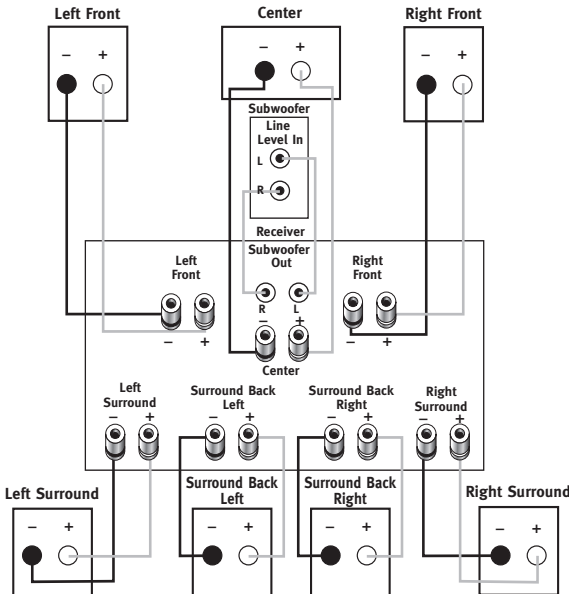 Left Front
Center
Right Front
– +
– +
– +
Subwoofer
Line
Level In
L
R
Receiver
Subwoofer
Out
Left
Front
Right
Front
R L
– +
– +
– +
Center
Left
Surround
– +
Surround Back
Left
– +
Surround Back
Right
– +
Right
Surround
– +
Left Surround
Surround Back
Left
Surround Back
Right
Right Surround
– +
– +
– +
– +